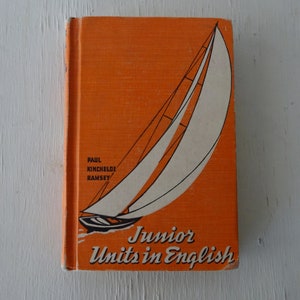 PAUL
KINCHELOE
RAMSEY
Junior
Units in English